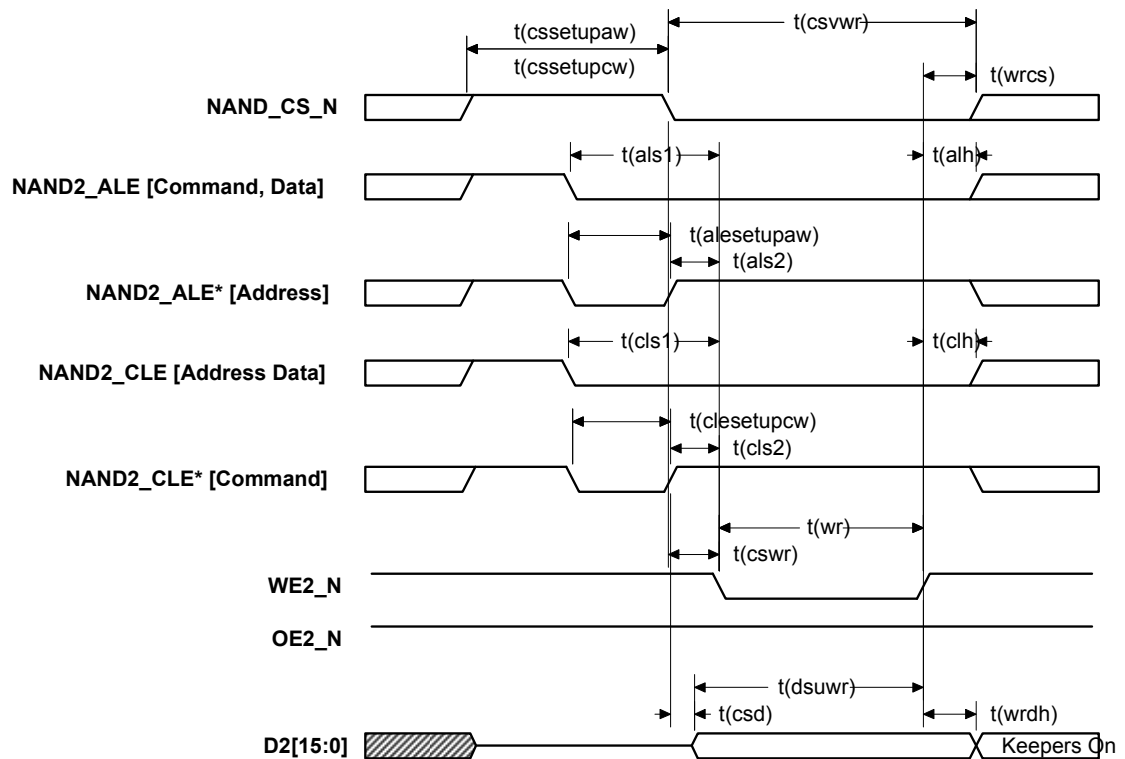 t(cssetupaw)
t(csvwr)
t(cssetupcw)
t(wrcs)
NAND_CS_N
t(als1)
t(alh)
NAND2_ALE [Command, Data]
t(alesetupaw)
t(als2)
NAND2_ALE* [Address]
t(cls1)
t(clh)
NAND2_CLE [Address Data]
t(clesetupcw)
t(cls2)
NAND2_CLE* [Command]
t(wr)
t(cswr)
WE2_N
OE2_N
t(dsuwr)
t(csd)
t(wrdh)
D2[15:0]
Keepers On